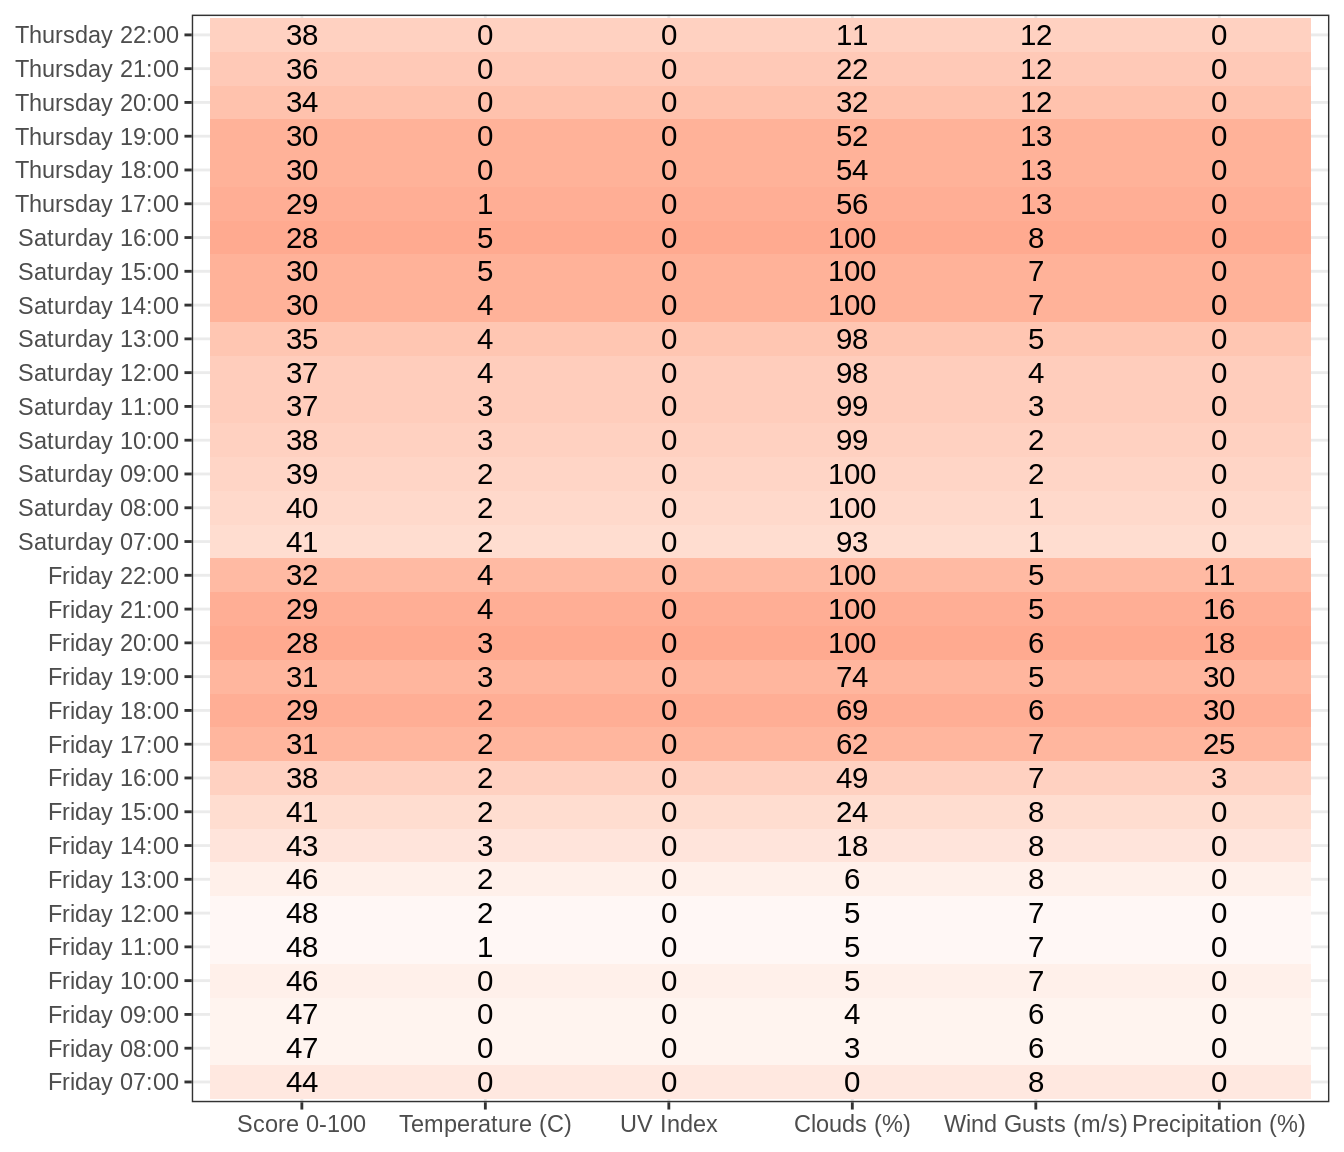 Thursday 22:00 38 0 0 11 12 0
Thursday 21:00 36 0 0 22 12 0
Thursday 20:00 34 0 0 32 12 0
Thursday 19:00 30 0 0 52 13 0
Thursday 18:00 30 0 0 54 13 0
Thursday 17:00 29 1 0 56 13 0
Saturday 16:00 28 5 0 100 8 0
Saturday 15:00 30 5 0 100 7 0
Saturday 14:00 30 4 0 100 7 0
Saturday 13:00 35 4 0 98 5 0
Saturday 12:00 37 4 0 98 4 0
Saturday 11:00 37 3 0 99 3 0
Saturday 10:00 38 3 0 99 2 0
Saturday 09:00 39 2 0 100 2 0
Saturday 08:00 40 2 0 100 1 0
Saturday 07:00 41 2 0 93 1 0
Friday 22:00 32 4 0 100 5 11
Friday 21:00 29 4 0 100 5 16
Friday 20:00 28 3 0 100 6 18
Friday 19:00 31 3 0 74 5 30
Friday 18:00 29 2 0 69 6 30
Friday 17:00 31 2 0 62 7 25
Friday 16:00 38 2 0 49 7 3
Friday 15:00 41 2 0 24 8 0
Friday 14:00 43 3 0 18 8 0
Friday 13:00 46 2 0 6 8 0
Friday 12:00 48 2 0 5 7 0
Friday 11:00 48 1 0 5 7 0
Friday 10:00 46 0 0 5 7 0
Friday 09:00 47 0 0 4 6 0
Friday 08:00 47 0 0 3 6 0
Friday 07:00 44 0 0 0 8 0
Score 0-100 Temperature (C) UV Index Clouds (%) Wind Gusts (m/s) Precipitation (%)